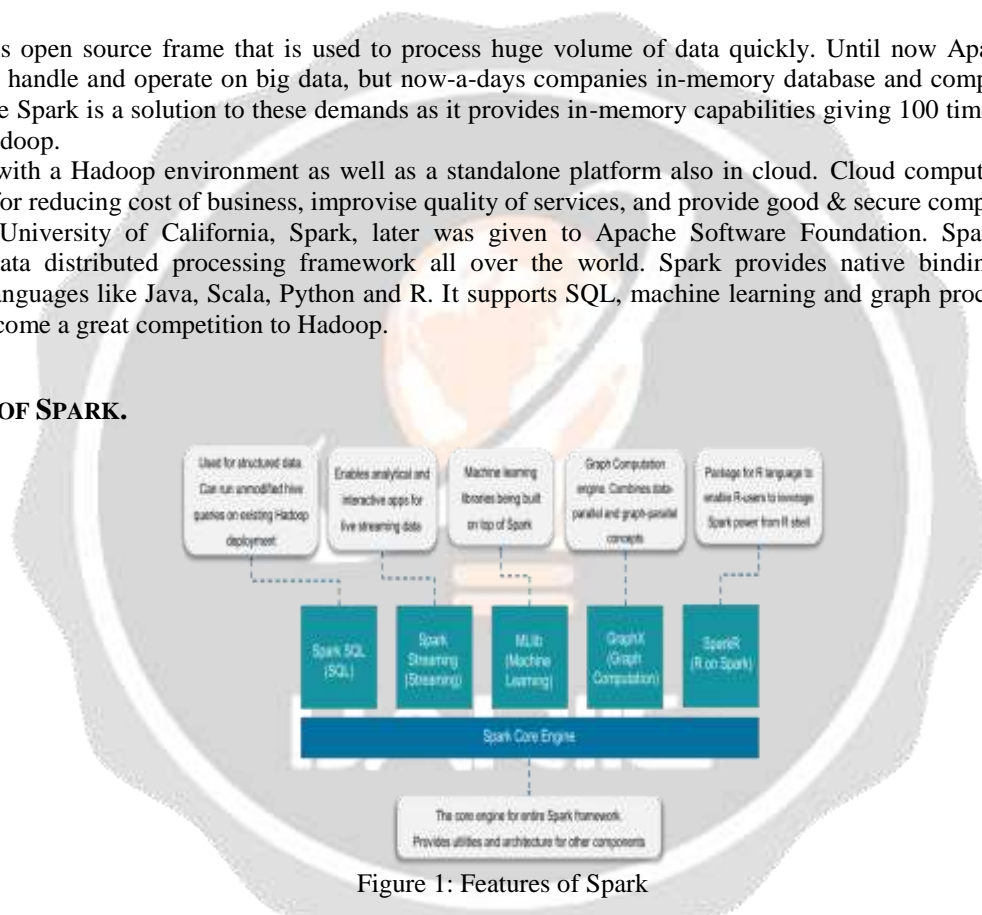 s open source frame that is used to process huge volume of data quickly. Until now Apa
handle and operate on big data, but now-a-days companies in-memory database and comp
e Spark is a solution to these demands as it provides in-memory capabilities giving 100 time
doop.
with a Hadoop environment as well as a standalone platform also in cloud. Cloud comput
for reducing cost of business, improvise quality of services, and provide good & secure comp
University of California, Spark, later was given to Apache Software Foundation. Spa
ata distributed processing framework all over the world. Spark provides native bindin
anguages like Java, Scala, Python and R. It supports SQL, machine learning and graph proc
come a great competition to Hadoop.
OF SPARK.
Used for structured data.
Can run unmodified hive
queries on existing Hadoop
deployment
Enables analytical and
interactive apps for
live streaming data
Machine learning
libraries being built
on top of Spark
Graph Computation
engine. Combines data-
parallel and graph-parallel
concepts
Package for R language to
enable R-users to leverage
Spark power from R shell
Spark SQL
(SQL)
Spark
Streaming
(Streaming)
MLlib
(Machine
Learning)
GraphX
(Graph
Computation)
SparkR
(R on Spark)
Spark Core Engine
The core engine for entire Spark framework.
Provides utilities and architecture for other components
Figure 1: Features of Spark